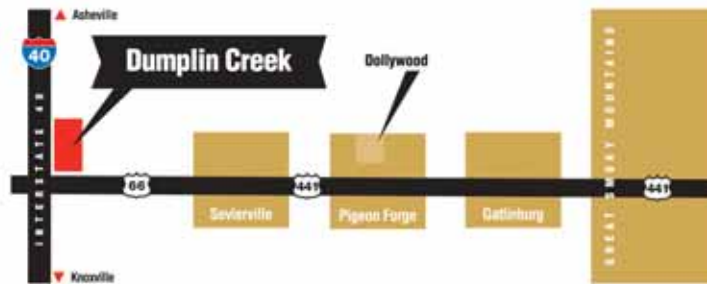 Asheville
40
Dumplin Creek
Dollywood
INTERSTATE 40
66
441
441
Sevierville
Pigeon Forge
Gatlinburg
GREAT SMOKY MOUNTAINS
Knoxville